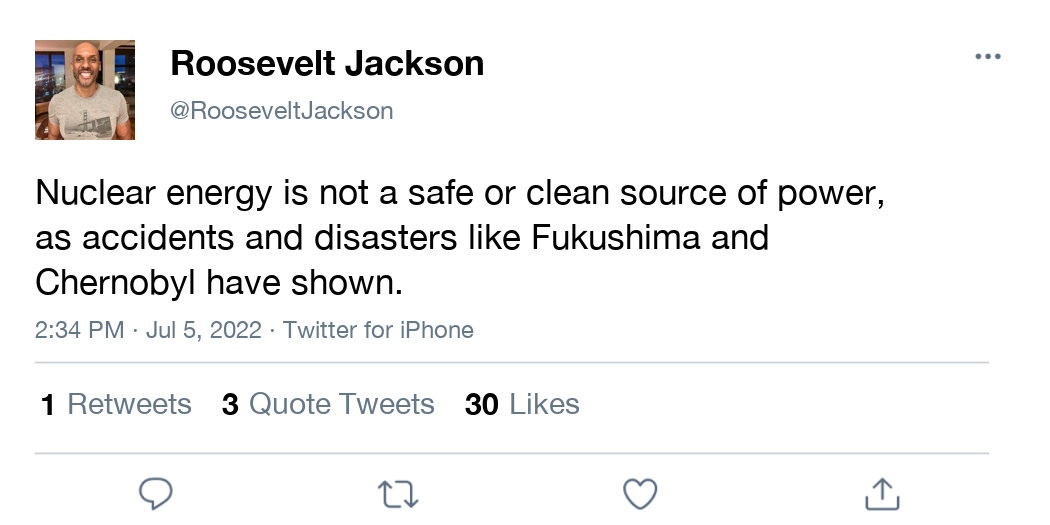 Roosevelt Jackson
@RooseveltJackson
Nuclear energy is not a safe or clean source of power,
as accidents and disasters like Fukushima and
Chernobyl have shown.
2:34 PM · Jul 5, 2022 · Twitter for iPhone
1 Retweets 3 Quote Tweets 30 Likes